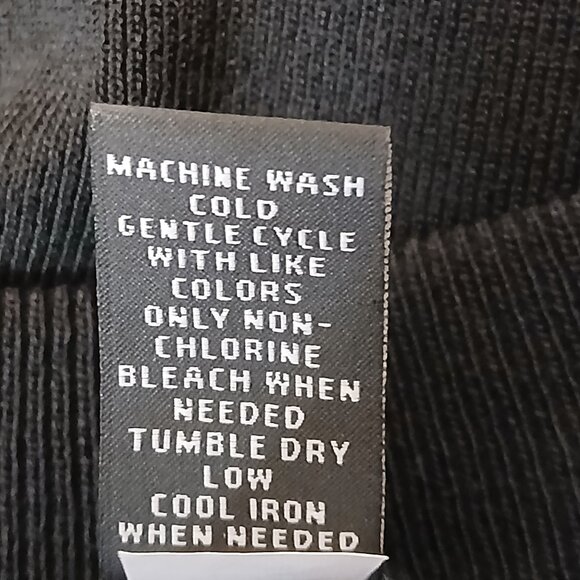 MACHINE WASH
COLD
GENTLE CYCLE
WITH LIKE
COLORS
ONLY NON-
CHLORINE
BLEACH WHEN
NEEDED
TUMBLE DRY
LOW
COOL IRON
WHEN NEEDED